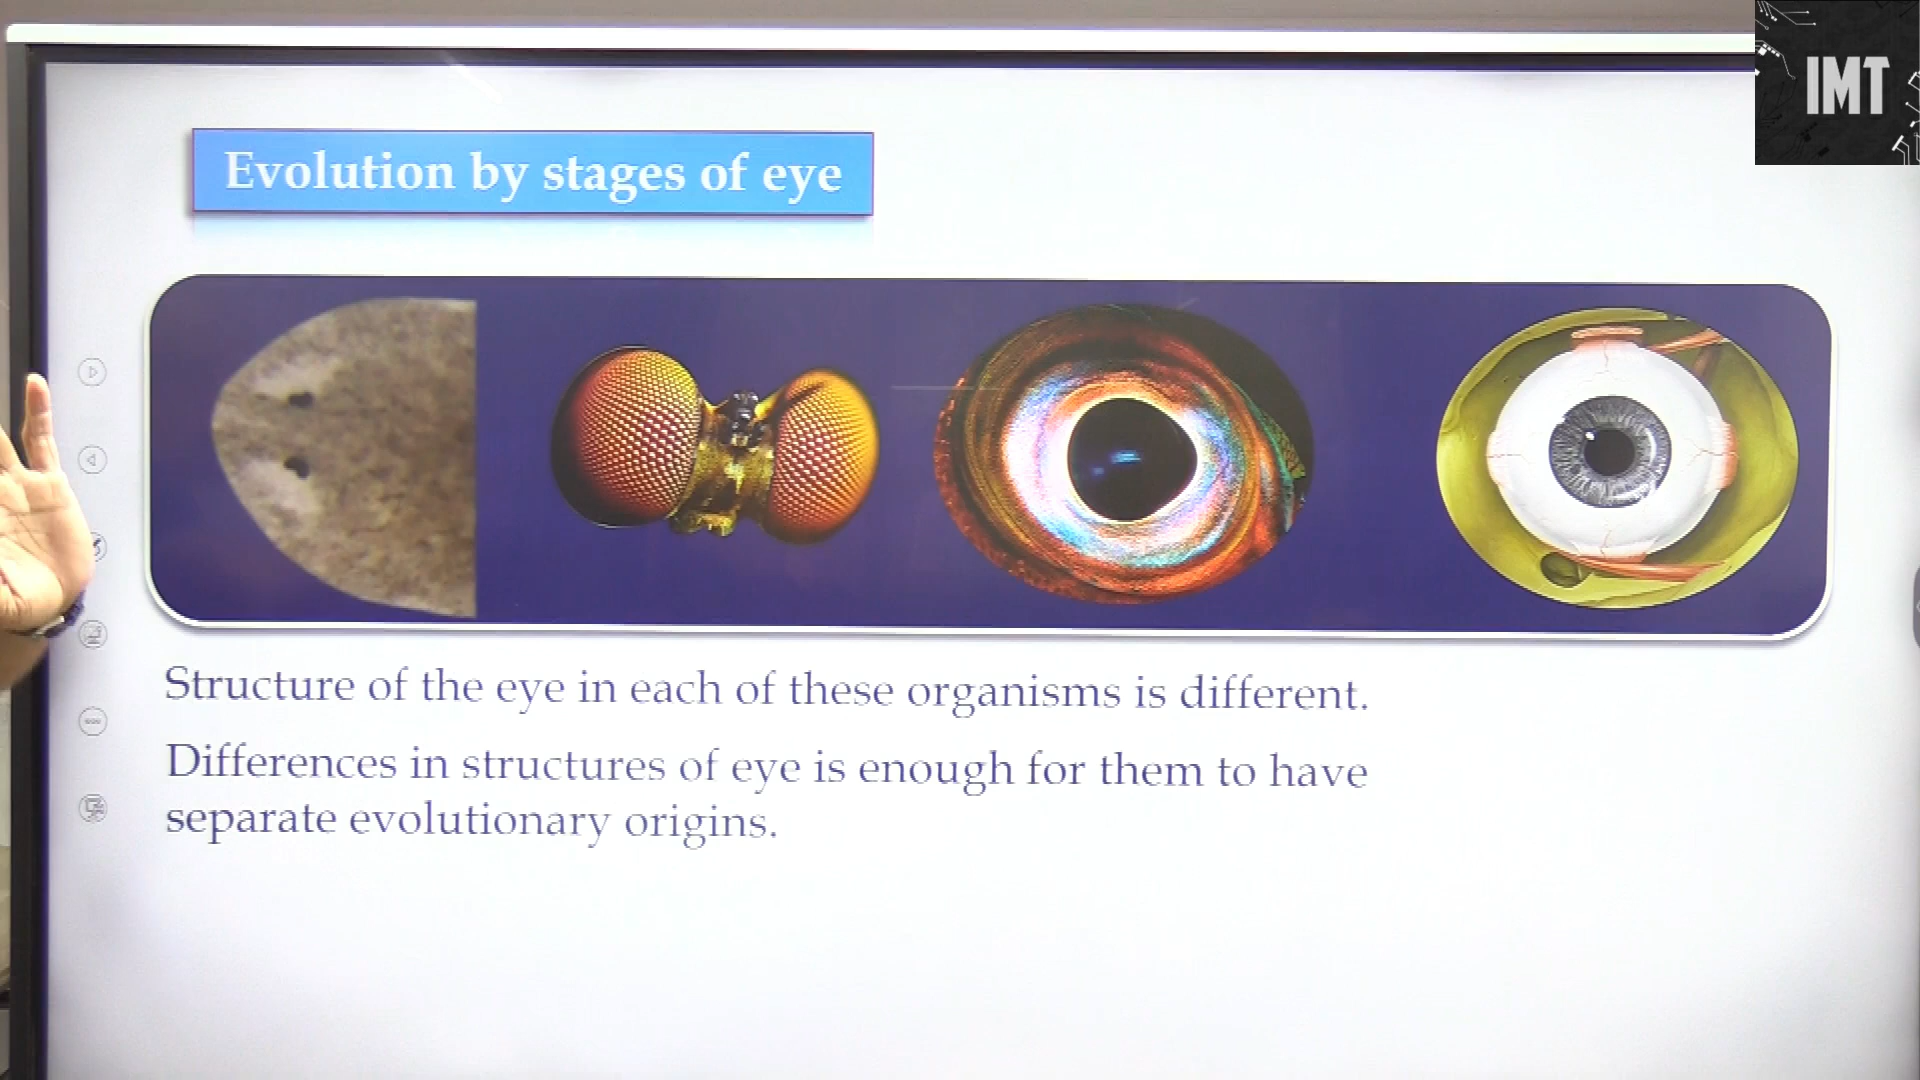 IMT
Evolution by stages of eye
Structure of the eye in each of these organisms is different.
Differences in structures of eye is enough for them to have
separate evolutionary origins.